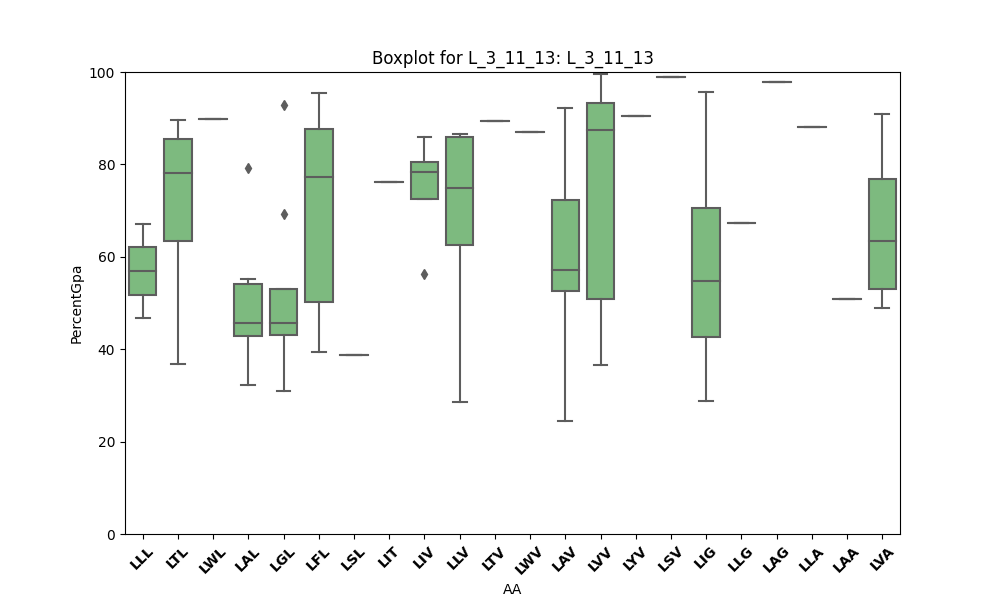 Boxplot for L_3_11_13: L_3_11_13
100
80
60
40
20
0
PercentGpa
LLL LTL LWL LAL LGL LFL LSL LIT LIV LLV LTV LWV LAV LVV LYV LSV LIG LLG LAG LLA LAA LVA
AA